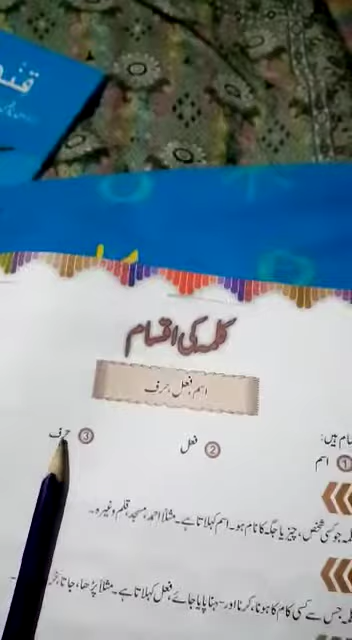 کلمہ کی اقسام
اسم، فعل، حرف
ہیں:
① اسم ② فعل ③ حرف
جو کسی شخص، چیز یا جگہ کا نام ہو۔ اسم کہلاتا ہے۔ مثلاً احمد، مسجد، قلم وغیرہ۔
جس سے کسی کام کا ہونا، کرنا اور سہنا پایا جائے، فعل کہلاتا ہے۔ مثلاً پڑھا، جاتا،